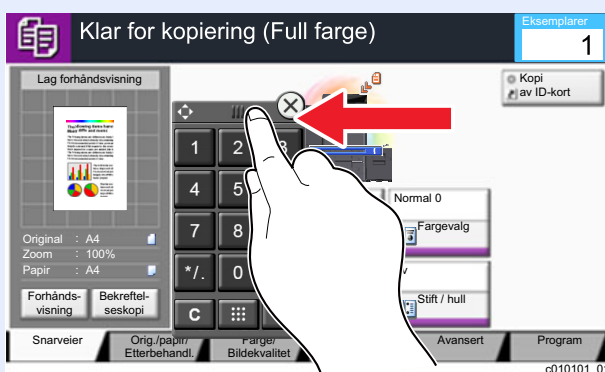 Klar for kopiering (Full farge)
Eksemplarer
1
Lag forhåndsvisning
Kopi
av ID-kort
1
2
3
4
5
7
8
*/.
0
C
Normal 0
Fargevalg
Stift / hull
Original : A4
Zoom : 100%
Papir : A4
Forhånds-
visning
Bekreftel-
seskopi
Snarveier
Orig./papir/
Etterbehandl.
Farge/
Bildekvalitet
Avansert
Program